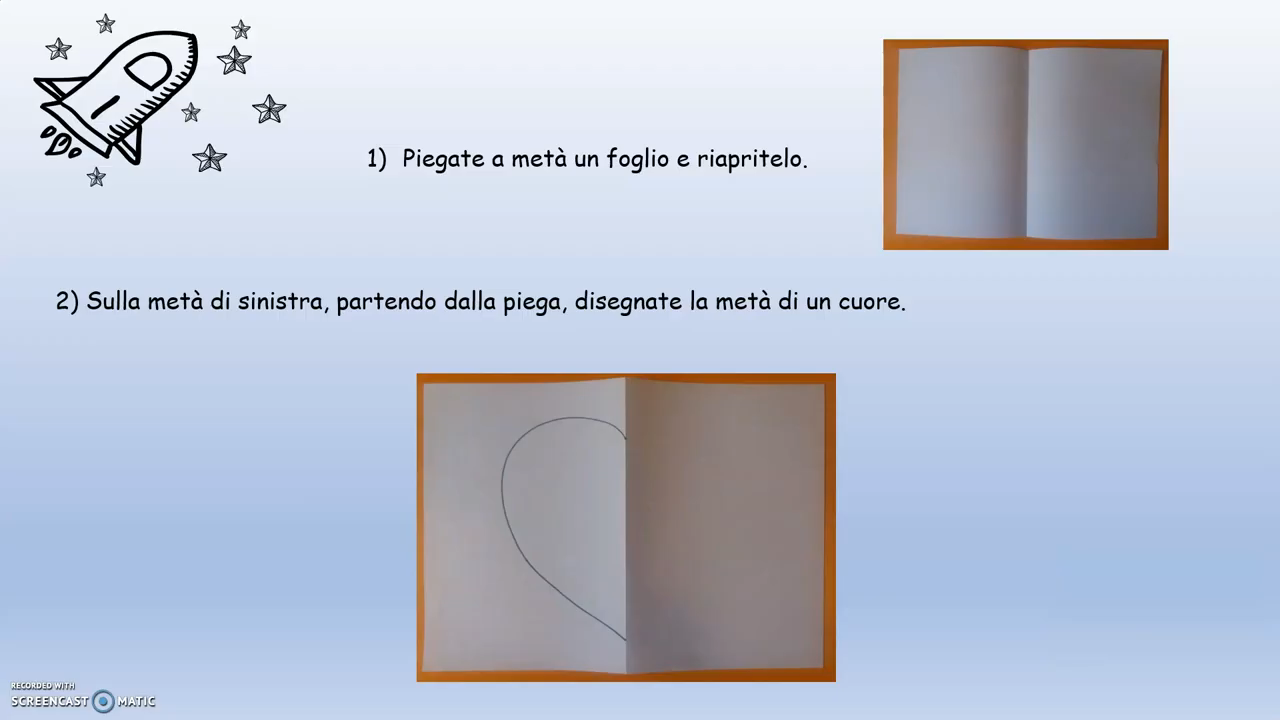 1) Piegate a metà un foglio e riapritelo.
2) Sulla metà di sinistra, partendo dalla piega, disegnate la metà di un cuore.
RECORDED WITH
SCREENCAST MATIC